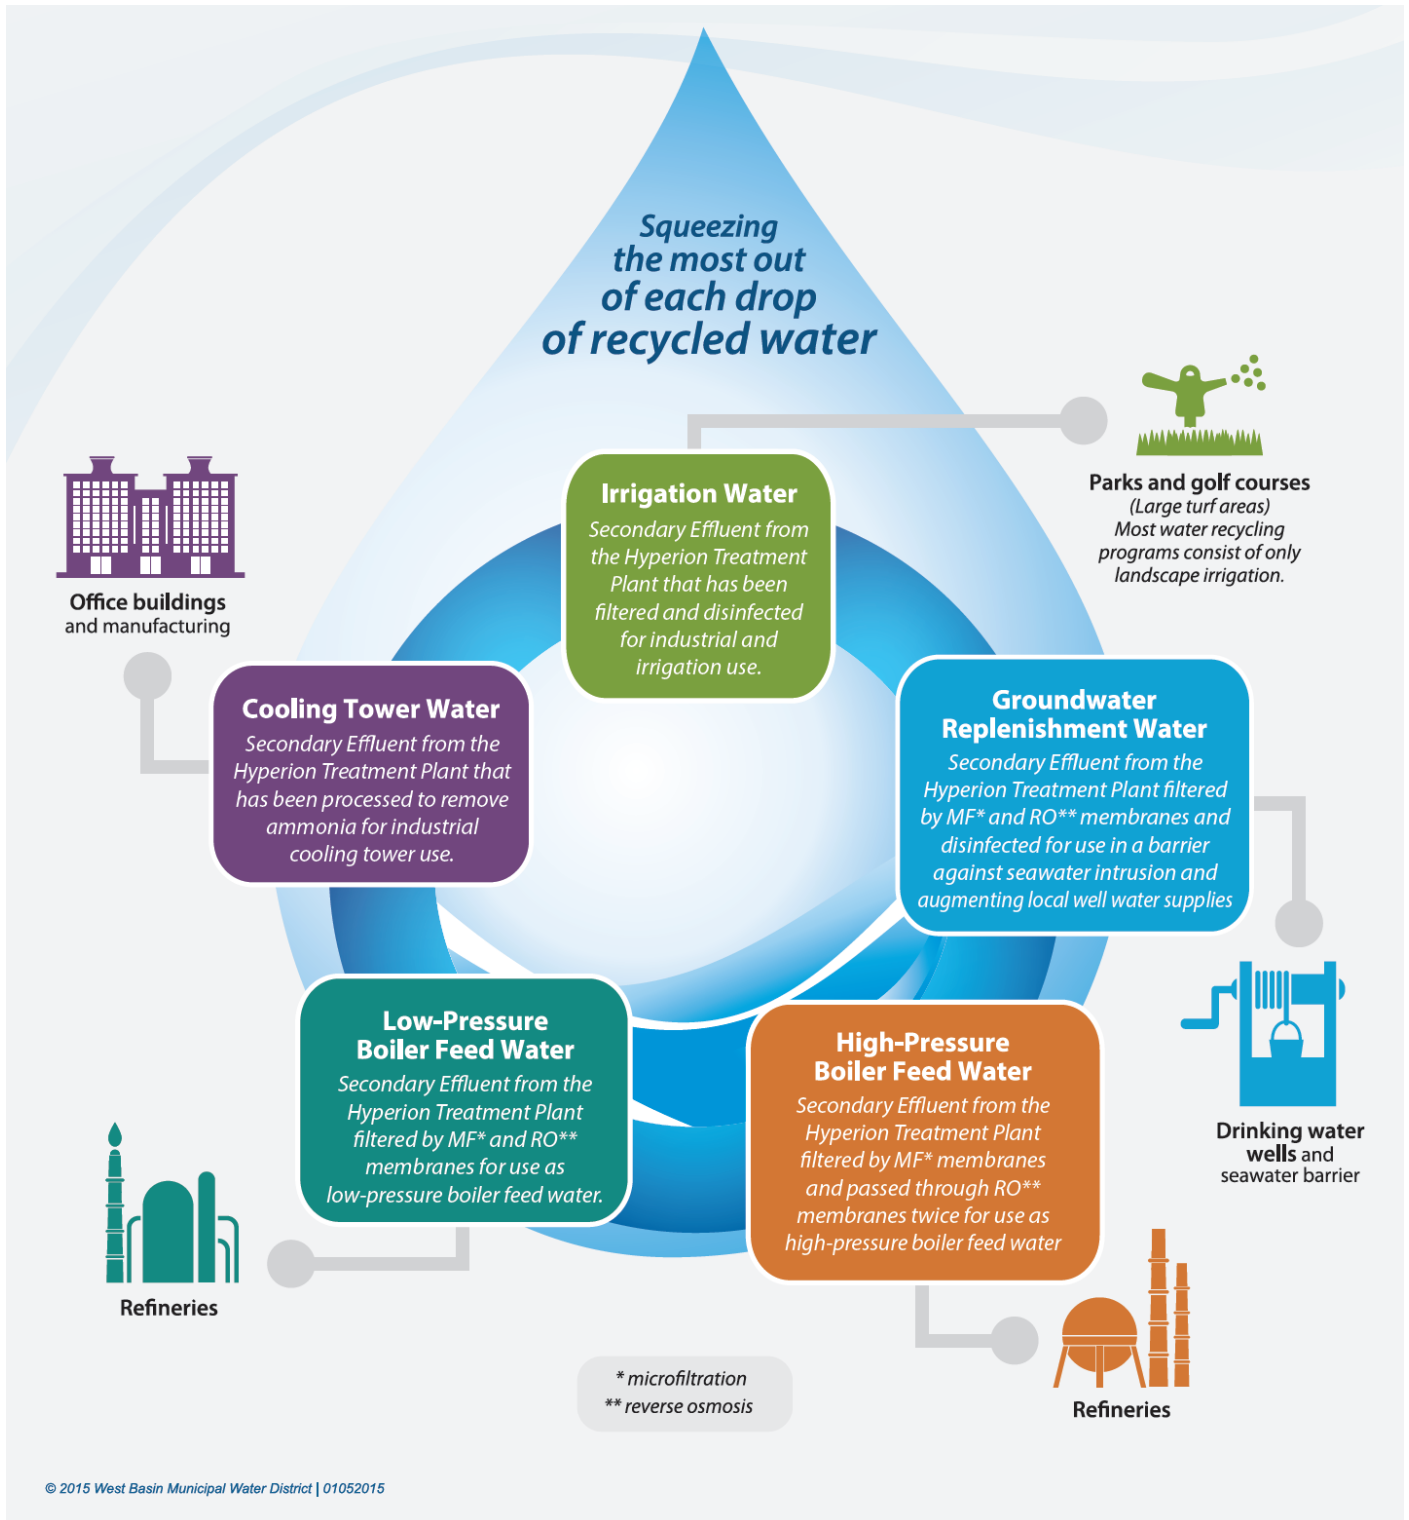 Squeezing
the most out
of each drop
of recycled water
Parks and golf courses
(Large turf areas)
Most water recycling
programs consist of only
landscape irrigation.
Irrigation Water
Secondary Effluent from
the Hyperion Treatment
Plant that has been
filtered and disinfected
for industrial and
irrigation use.
Office buildings
and manufacturing
Cooling Tower Water
Secondary Effluent from the
Hyperion Treatment Plant that
has been processed to remove
ammonia for industrial
cooling tower use.
Groundwater
Replenishment Water
Secondary Effluent from the
Hyperion Treatment Plant filtered
by MF* and RO** membranes and
disinfected for use in a barrier
against seawater intrusion and
augmenting local well water supplies
Low-Pressure
Boiler Feed Water
Secondary Effluent from the
Hyperion Treatment Plant
filtered by MF* and RO**
membranes for use as
low-pressure boiler feed water.
High-Pressure
Boiler Feed Water
Secondary Effluent from the
Hyperion Treatment Plant
filtered by MF* membranes
and passed through RO**
membranes twice for use as
high-pressure boiler feed water
Drinking water
wells and
seawater barrier
Refineries
Refineries
* microfiltration
** reverse osmosis
© 2015 West Basin Municipal Water District | 01052015